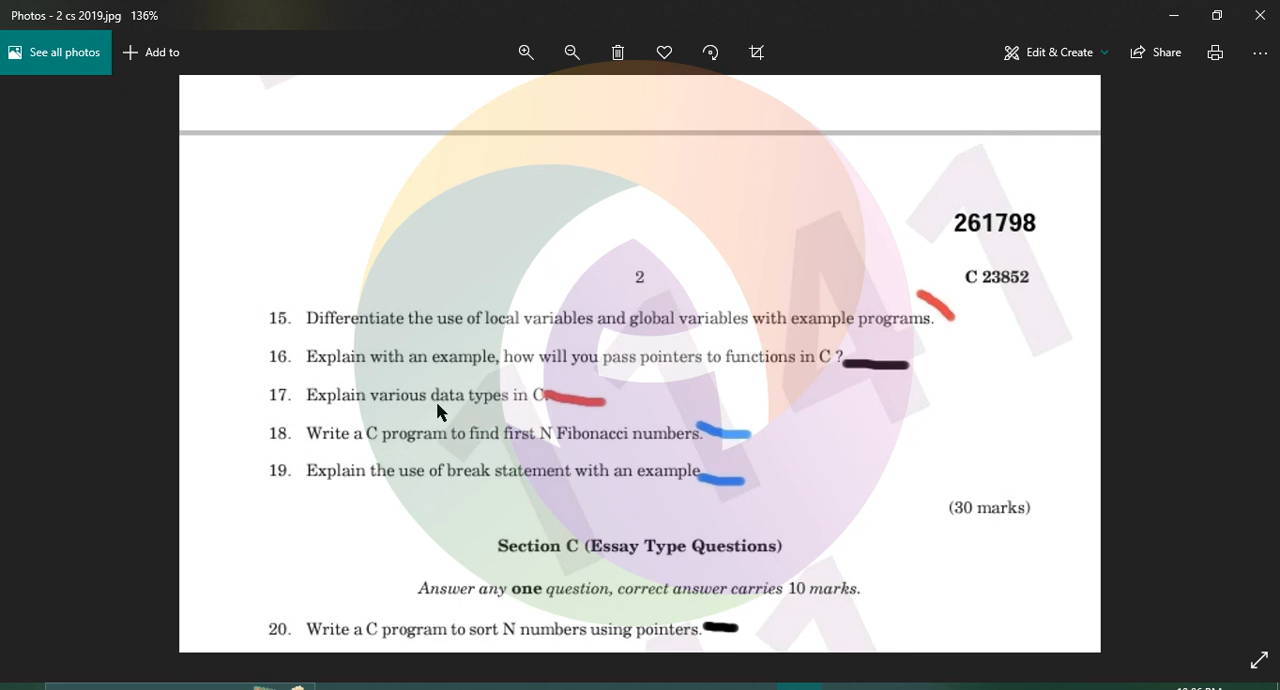 Photos - 2 cs 2019.jpg 136%
See all photos
Add to
Edit & Create
Share
261798
2
C 23852
15. Differentiate the use of local variables and global variables with example programs.
16. Explain with an example, how will you pass pointers to functions in C ?
17. Explain various data types in C.
18. Write a C program to find first N Fibonacci numbers.
19. Explain the use of break statement with an example
(30 marks)
Section C (Essay Type Questions)
Answer any one question, correct answer carries 10 marks.
20. Write a C program to sort N numbers using pointers.